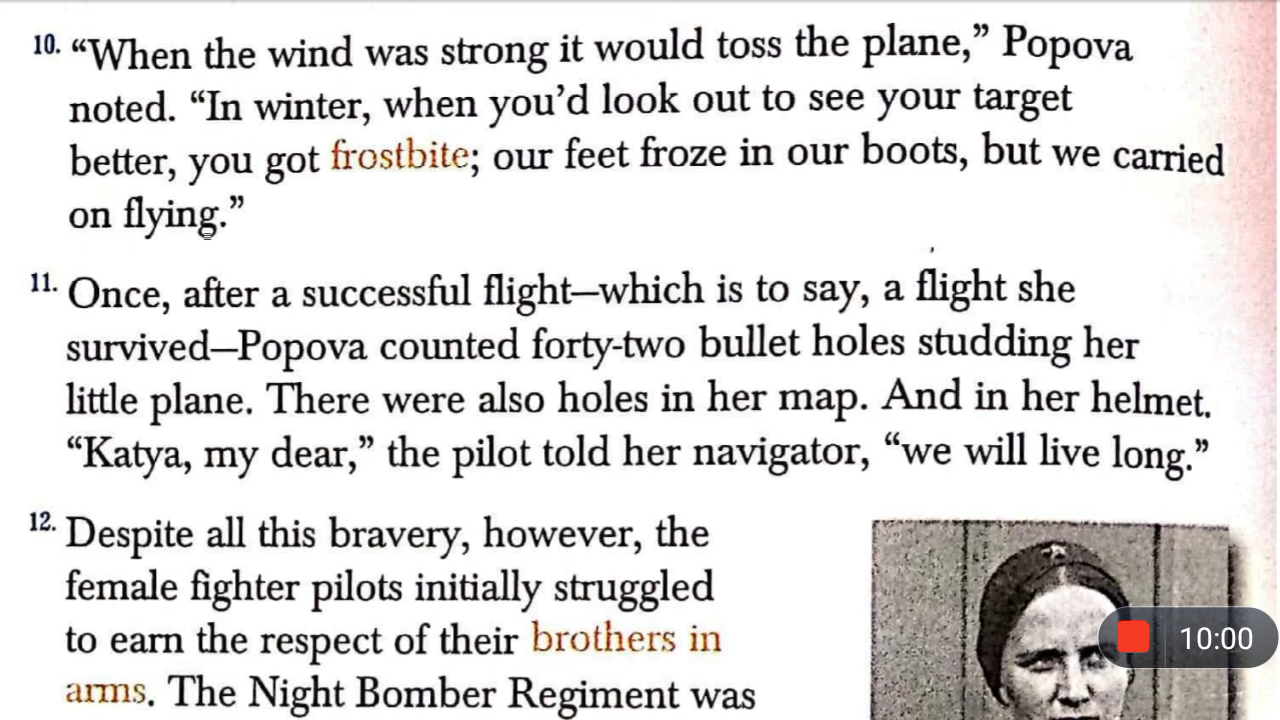 10. “When the wind was strong it would toss the plane,” Popova
noted. “In winter, when you’d look out to see your target
better, you got frostbite; our feet froze in our boots, but we carried
on flying.”
11. Once, after a successful flight—which is to say, a flight she
survived—Popova counted forty-two bullet holes studding her
little plane. There were also holes in her map. And in her helmet.
“Katya, my dear,” the pilot told her navigator, “we will live long.”
12. Despite all this bravery, however, the
female fighter pilots initially struggled
to earn the respect of their brothers in
arms. The Night Bomber Regiment was
10:00